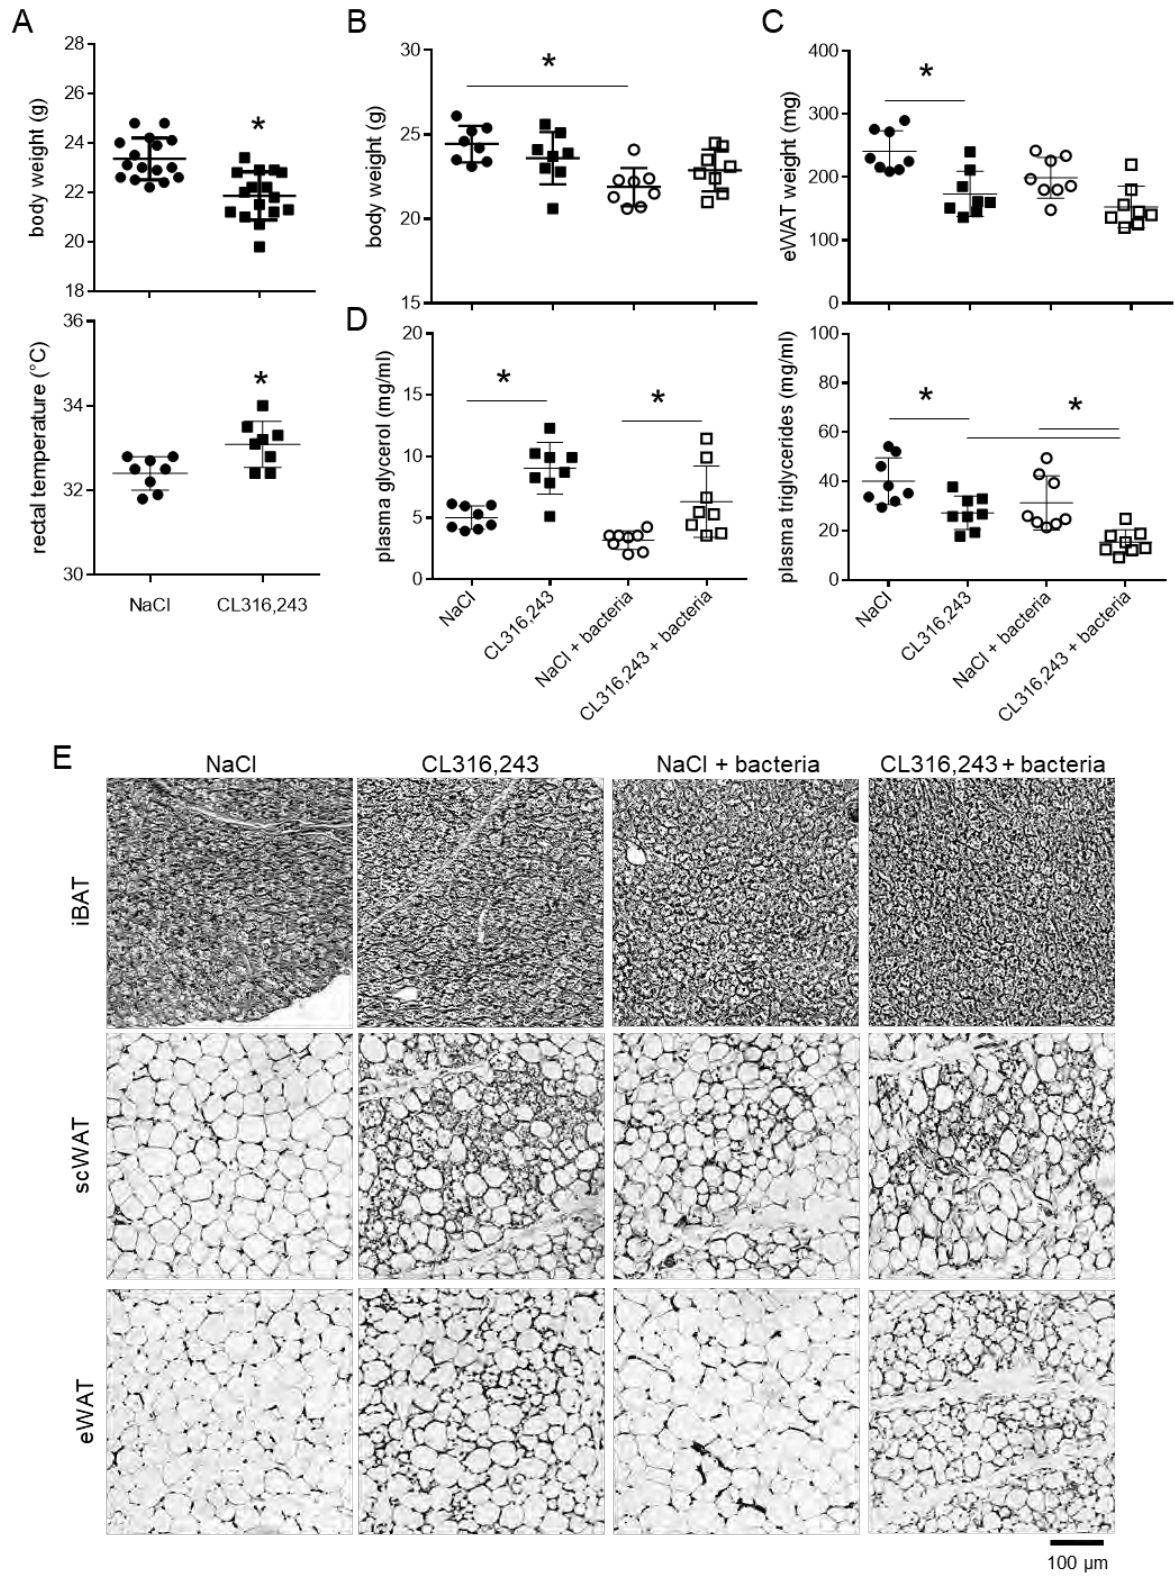 A
B
C
body weight (g)
28
26
24
22
20
18
*
body weight (g)
30
25
20
15
*
eWAT weight (mg)
400
300
200
100
0
*
rectal temperature (°C)
36
34
32
30
*
NaCl
CL316,243
D
plasma glycerol (mg/ml)
20
15
10
5
0
*
*
NaCl
CL316,243
NaCl + bacteria
CL316,243 + bacteria
plasma triglycerides (mg/ml)
100
80
60
40
20
0
*
*
NaCl
CL316,243
NaCl + bacteria
CL316,243 + bacteria
E
NaCl
CL316,243
NaCl + bacteria
CL316,243 + bacteria
iBAT
scWAT
eWAT
100 µm